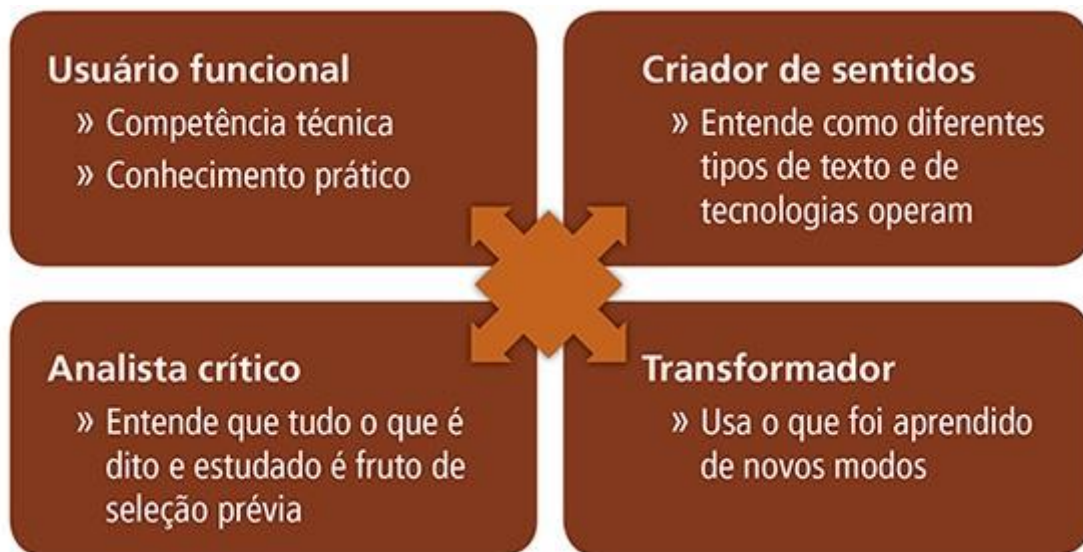 Usuário funcional
» Competência técnica
» Conhecimento prático
Criador de sentidos
» Entende como diferentes
tipos de texto e de
tecnologias operam
Analista crítico
» Entende que tudo o que é
dito e estudado é fruto de
seleção prévia
Transformador
» Usa o que foi aprendido
de novos modos